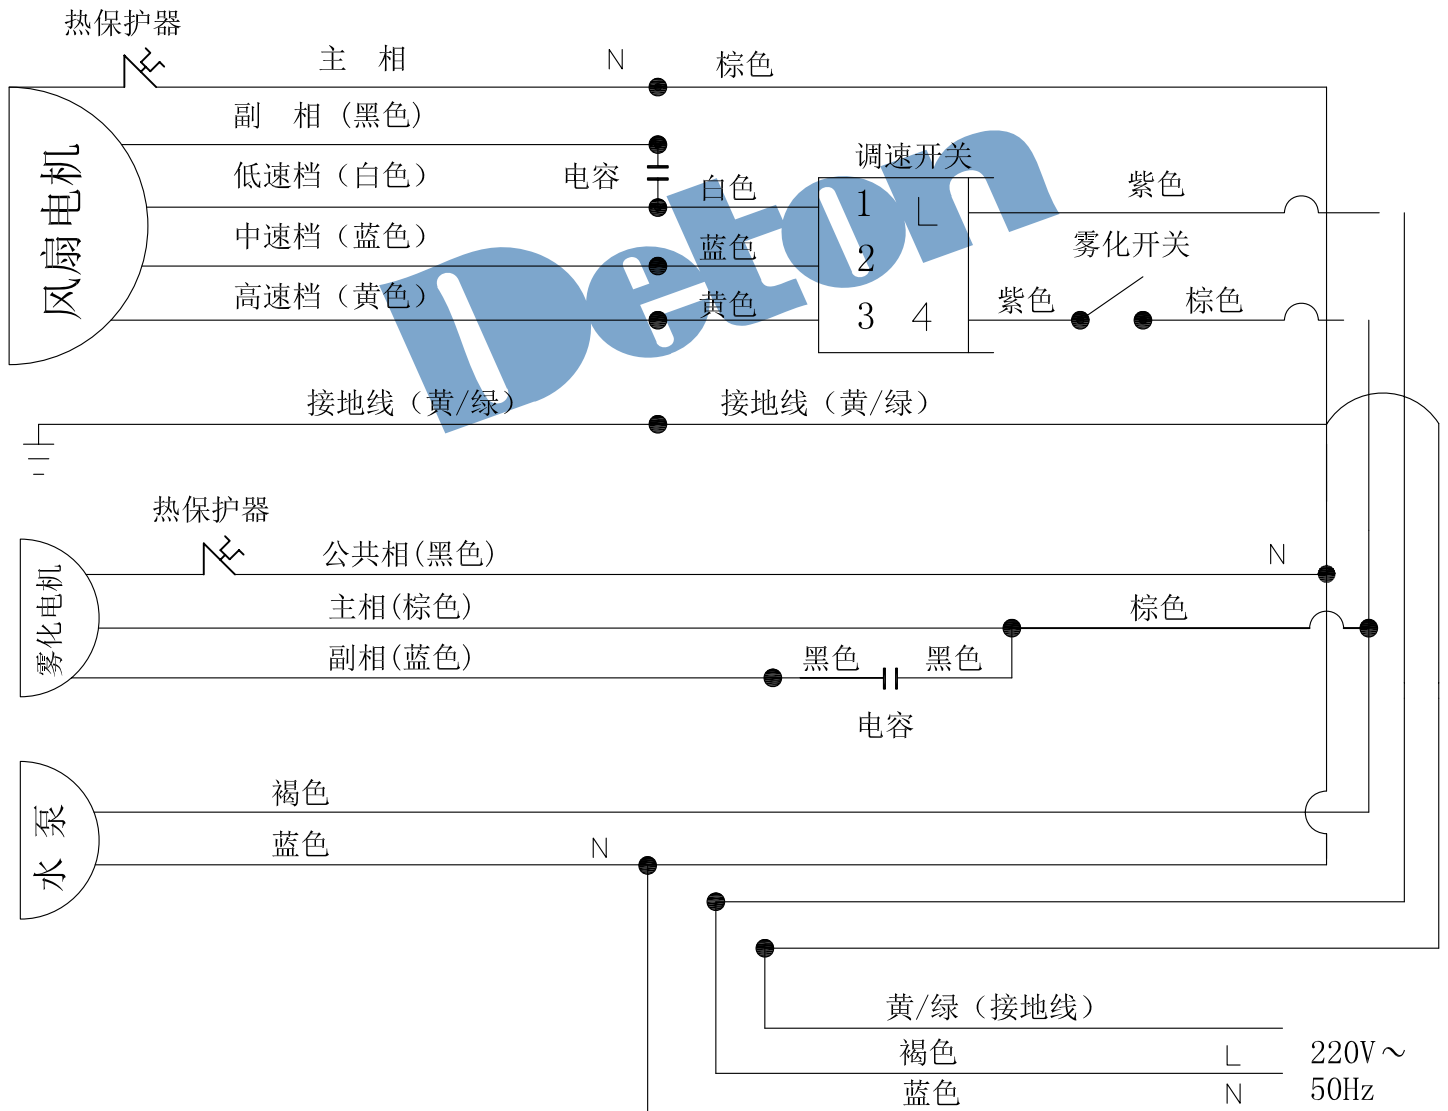 热保护器
主 相
N
棕色
副 相(黑色)
低速档（白色）
电容
白色
调速开关
1 L
紫色
中速档（蓝色）
蓝色
2
雾化开关
高速档（黄色）
黄色
3 4
紫色
棕色
风扇电机
Deton
接地线（黄/绿）
接地线（黄/绿）
热保护器
公共相(黑色)
N
雾化电机
主相(棕色)
棕色
副相(蓝色)
黑色
黑色
电容
水泵
褐色
蓝色
N
黄/绿（接地线）
褐色
L
220V～
蓝色
N
50Hz